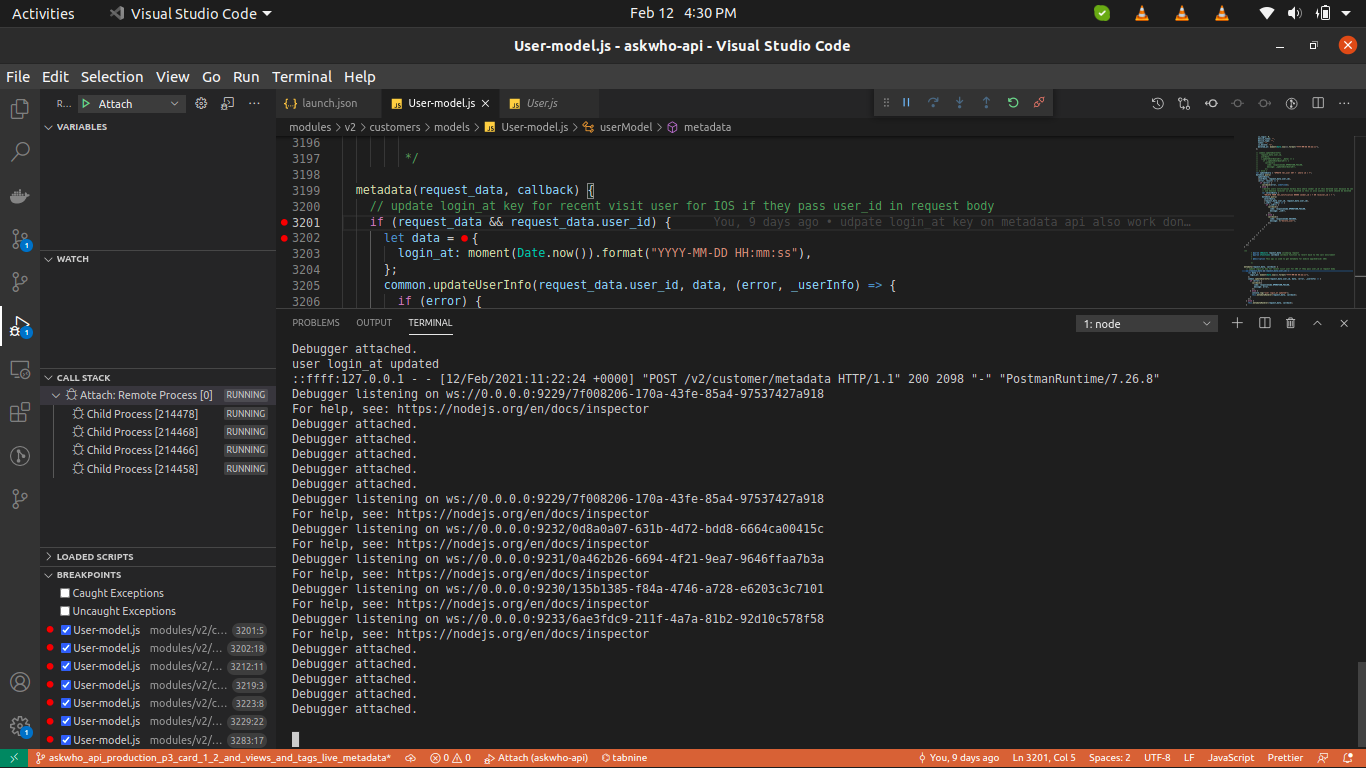 Activities Visual Studio Code Feb 12 4:30 PM
User-model.js - askwho-api - Visual Studio Code
File Edit Selection View Go Run Terminal Help
R... Attach ...
launch.json User-model.js User.js
modules > v2 > customers > models > User-model.js > userModel > metadata
VARIABLES
WATCH
CALL STACK
Attach: Remote Process [0] RUNNING
Child Process [214478] RUNNING
Child Process [214468] RUNNING
Child Process [214466] RUNNING
Child Process [214458] RUNNING
LOADED SCRIPTS
BREAKPOINTS
Caught Exceptions
Uncaught Exceptions
User-model.js modules/v2/c... 3201:5
User-model.js modules/v2/... 3202:18
User-model.js modules/v2/... 3212:11
User-model.js modules/v2/c... 3219:3
User-model.js modules/v2/c... 3223:8
User-model.js modules/v2/... 3229:22
User-model.js modules/v2/... 3283:17
3196
3197 */
3198
3199 metadata(request_data, callback) {
3200 // update login_at key for recent visit user for IOS if they pass user_id in request body
3201 if (request_data && request_data.user_id) { You, 9 days ago • udpate login_at key on metadata api also work don…
3202 let data = {
3203 login_at: moment(Date.now()).format("YYYY-MM-DD HH:mm:ss"),
3204 };
3205 common.updateUserInfo(request_data.user_id, data, (error, _userInfo) => {
3206 if (error) {
PROBLEMS OUTPUT TERMINAL 1: node
Debugger attached.
user login_at updated
::ffff:127.0.0.1 - - [12/Feb/2021:11:22:24 +0000] "POST /v2/customer/metadata HTTP/1.1" 200 2098 "-" "PostmanRuntime/7.26.8"
Debugger listening on ws://0.0.0.0:9229/7f008206-170a-43fe-85a4-97537427a918
For help, see: https://nodejs.org/en/docs/inspector
Debugger attached.
Debugger attached.
Debugger attached.
Debugger attached.
Debugger attached.
Debugger listening on ws://0.0.0.0:9229/7f008206-170a-43fe-85a4-97537427a918
For help, see: https://nodejs.org/en/docs/inspector
Debugger listening on ws://0.0.0.0:9232/0d8a0a07-631b-4d72-bdd8-6664ca00415c
For help, see: https://nodejs.org/en/docs/inspector
Debugger listening on ws://0.0.0.0:9231/0a462b26-6694-4f21-9ea7-9646ffaa7b3a
For help, see: https://nodejs.org/en/docs/inspector
Debugger listening on ws://0.0.0.0:9230/135b1385-f84a-4746-a728-e6203c3c7101
For help, see: https://nodejs.org/en/docs/inspector
Debugger listening on ws://0.0.0.0:9233/6ae3fdc9-211f-4a7a-81b2-92d10c578f58
For help, see: https://nodejs.org/en/docs/inspector
Debugger attached.
Debugger attached.
Debugger attached.
Debugger attached.
Debugger attached.
askwho_api_production_p3_card_1_2_and_views_and_tags_live_metadata* 0 0 Attach (askwho-api) tabnine You, 9 days ago Ln 3201, Col 5 Spaces: 2 UTF-8 LF JavaScript Prettier